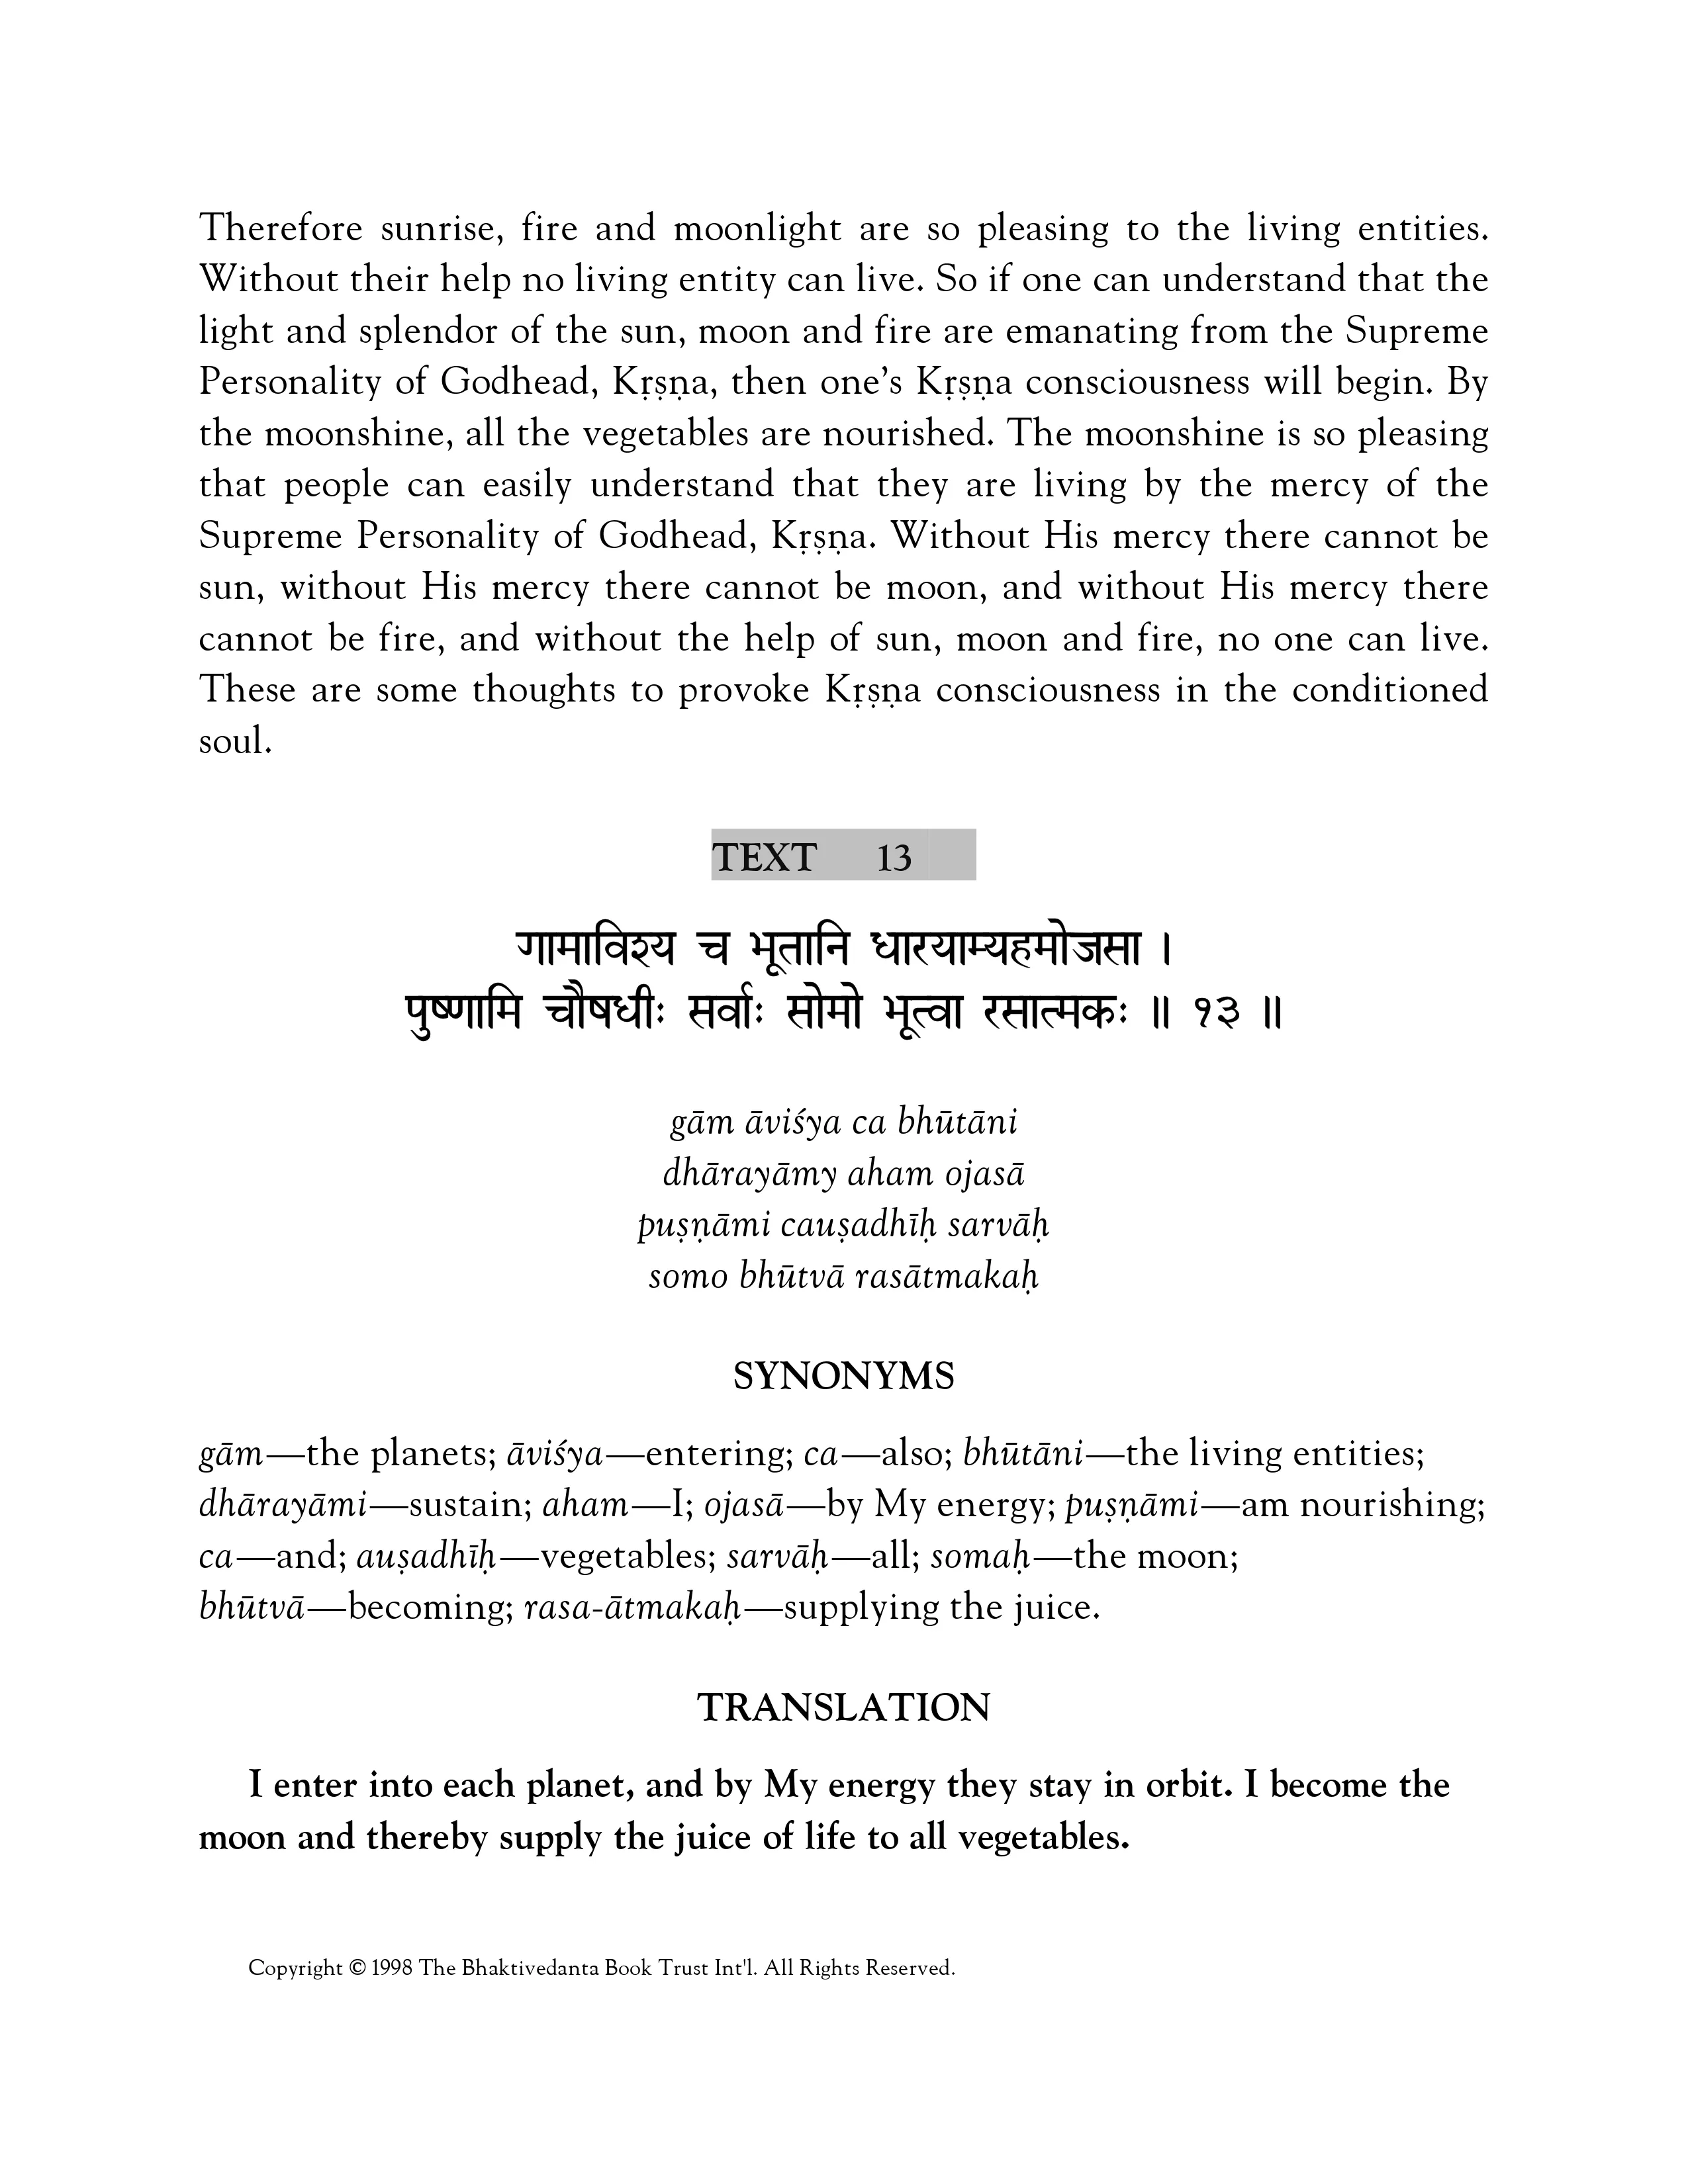 Therefore sunrise, fire and moonlight are so pleasing to the living entities.
Without their help no living entity can live. So if one can understand that the
light and splendor of the sun, moon and fire are emanating from the Supreme
Personality of Godhead, Kṛṣṇa, then one’s Kṛṣṇa consciousness will begin. By
the moonshine, all the vegetables are nourished. The moonshine is so pleasing
that people can easily understand that they are living by the mercy of the
Supreme Personality of Godhead, Kṛṣṇa. Without His mercy there cannot be
sun, without His mercy there cannot be moon, and without His mercy there
cannot be fire, and without the help of sun, moon and fire, no one can live.
These are some thoughts to provoke Kṛṣṇa consciousness in the conditioned
soul.
TEXT 13
गामाविश्य च भूतानि धारयाम्यहमोजसा ।
पुष्णामि चौषधीः सर्वाः सोमो भूत्वा रसात्मकः ॥ १३ ॥
gām āviśya ca bhūtāni
dhārayāmy aham ojasā
puṣṇāmi cauṣadhīḥ sarvāḥ
somo bhūtvā rasātmakaḥ
SYNONYMS
gām—the planets; āviśya—entering; ca—also; bhūtāni—the living entities;
dhārayāmi—sustain; aham—I; ojasā—by My energy; puṣṇāmi—am nourishing;
ca—and; auṣadhīḥ—vegetables; sarvāḥ—all; somaḥ—the moon;
bhūtvā—becoming; rasa-ātmakaḥ—supplying the juice.
TRANSLATION
I enter into each planet, and by My energy they stay in orbit. I become the
moon and thereby supply the juice of life to all vegetables.
Copyright © 1998 The Bhaktivedanta Book Trust Int'l. All Rights Reserved.